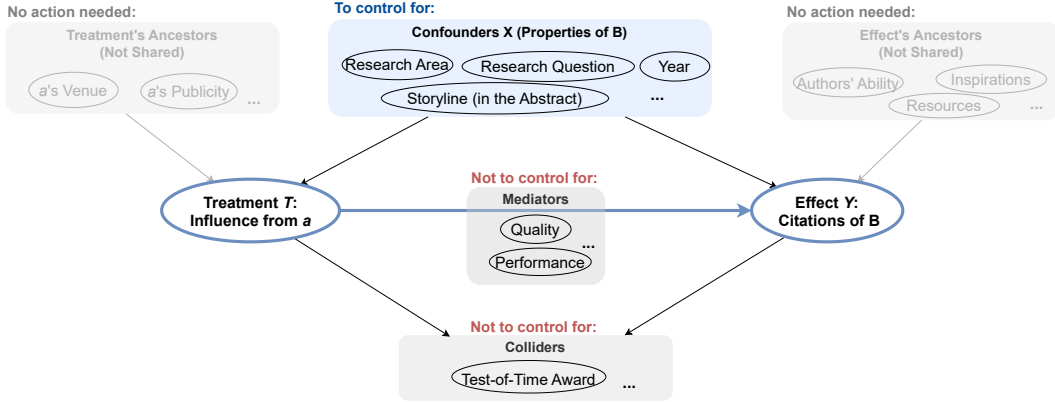 No action needed:
Treatment's Ancestors
(Not Shared)
a's Venue
a's Publicity
...
To control for:
Confounders X (Properties of B)
Research Area
Research Question
Year
Storyline (in the Abstract)
...
No action needed:
Effect's Ancestors
(Not Shared)
Authors' Ability
Inspirations
Resources
...
Treatment T:
Influence from a
Not to control for:
Mediators
Quality
...
Performance
Effect Y:
Citations of B
Not to control for:
Colliders
Test-of-Time Award
...